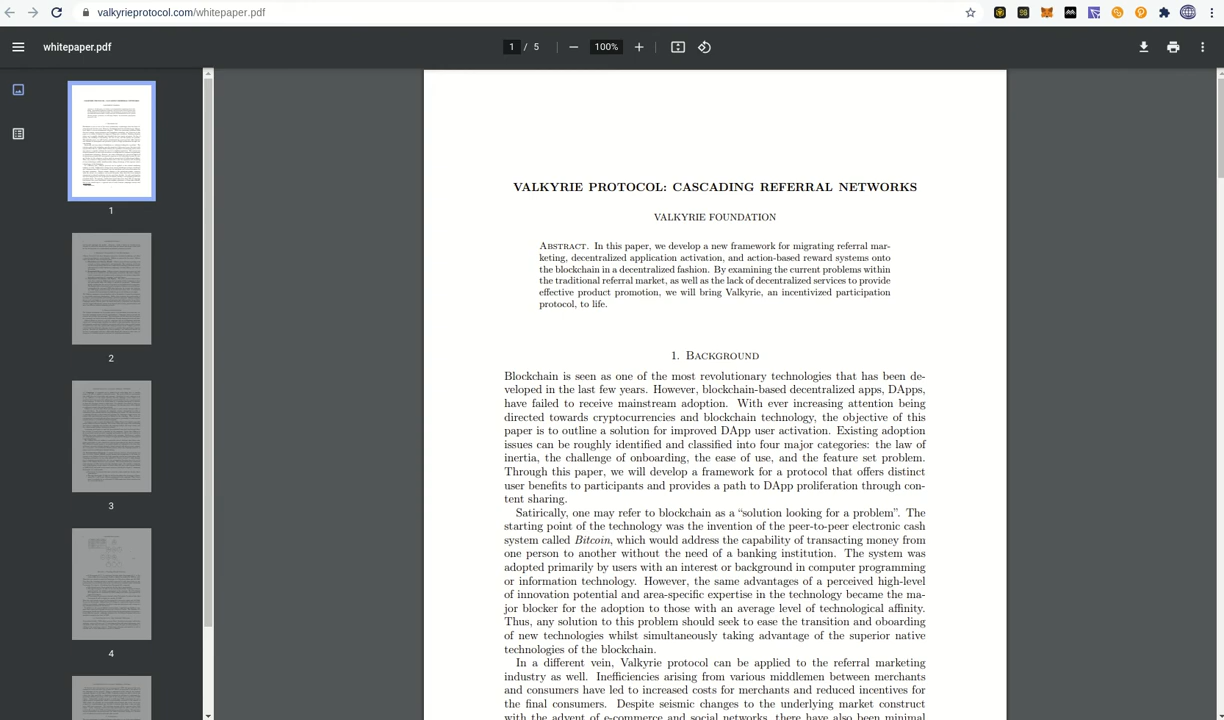 valkyrieprotocol.com/whitepaper.pdf
whitepaper.pdf
1 / 5
100%
1
2
3
4
VALKYRIE PROTOCOL: CASCADING REFERRAL NETWORKS
VALKYRIE FOUNDATION
Abstract. In this paper, we develop a new framework for migrating referral mar-
keting, decentralized application activation, and action-based reward systems onto
the blockchain in a decentralized fashion. By examining the current problems within
the traditional referral market, as well as the lack of decentralized services to provide
effective product promotion, we will bring Valkyrie, an incentivized participation
protocol, to life.
1. Background
Blockchain is seen as one of the most revolutionary technologies that has been de-
veloped in the last few years. However, blockchain-based decentralized apps, DApps,
have failed to receive mainstream adoption. With ever increasing attention being
directed towards cryptocurrencies and blockchain technology, the objective of this
paper is to outline a solution for improved DApp user activation. Existing adoption
issues can be roughly identified and classified into four major categories: the law of
inertia, the challenge of onboarding, the ease of use, and the feature set problem.
Through this paper, we will develop a framework for a protocol that offers distinct
user benefits to participants and provides a path to DApp proliferation through con-
tent sharing.
Satirically, one may refer to blockchain as a “solution looking for a problem”. The
starting point of the technology was the invention of the peer-to-peer electronic cash
system called Bitcoin, which would address the capability of transacting money from
one person to another without the need of a banking institution. The system was
adopted primarily by users with an interest or background in computer programming
or information technology. However, the same advantages of a perceived high-level
of innovation potential and area-specific expertise in the technology became the ma-
jor blocker for the adoption to those with an average level of technological affinity.
Thus, any solution to this problem should seek to ease the transition and oboarding
of new technologies whilst simultaneously taking advantage of the superior native
technologies of the blockchain.
In a different vein, Valkyrie protocol can be applied to the referral marketing
industry as well. Inefficiencies arising from various middlemen between merchants
and consumers have led to increased costs for merchants and reduced incentives for
the final consumers. Despite seismic changes to the underlying market construct
with the advent of e-commerce and social networks, there have also been minimal